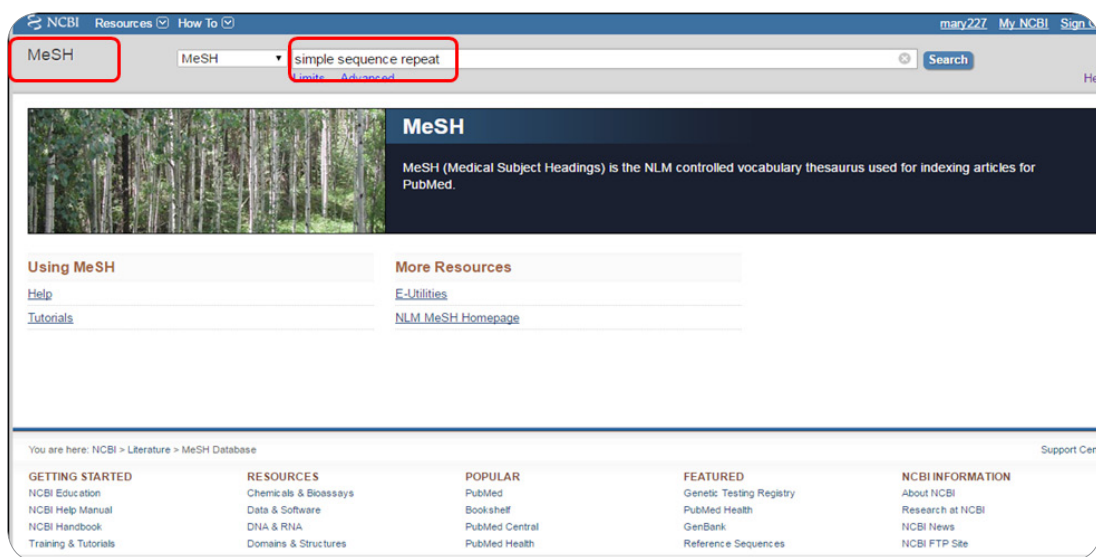 NCBI Resources How To mary227 My NCBI Sign
MeSH MeSH simple sequence repeat Search
Limits Advanced
MeSH
MeSH (Medical Subject Headings) is the NLM controlled vocabulary thesaurus used for indexing articles for
PubMed.
Using MeSH More Resources
Help E-Utilities
Tutorials NLM MeSH Homepage
You are here: NCBI > Literature > MeSH Database Support
GETTING STARTED RESOURCES POPULAR FEATURED NCBI INFORMATION
NCBI Education Chemicals & Bioassays PubMed Genetic Testing Registry About NCBI
NCBI Help Manual Data & Software Bookshelf PubMed Health Research at NCBI
NCBI Handbook DNA & RNA PubMed Central GenBank NCBI News
Training & Tutorials Domains & Structures PubMed Health Reference Sequences NCBI FTP Site